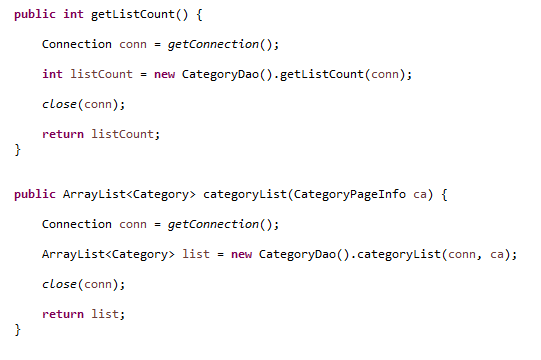 public int getListCount() {
Connection conn = getConnection();
int listCount = new CategoryDao().getListCount(conn);
close(conn);
return listCount;
}
public ArrayList<Category> categoryList(CategoryPageInfo ca) {
Connection conn = getConnection();
ArrayList<Category> list = new CategoryDao().categoryList(conn, ca);
close(conn);
return list;
}